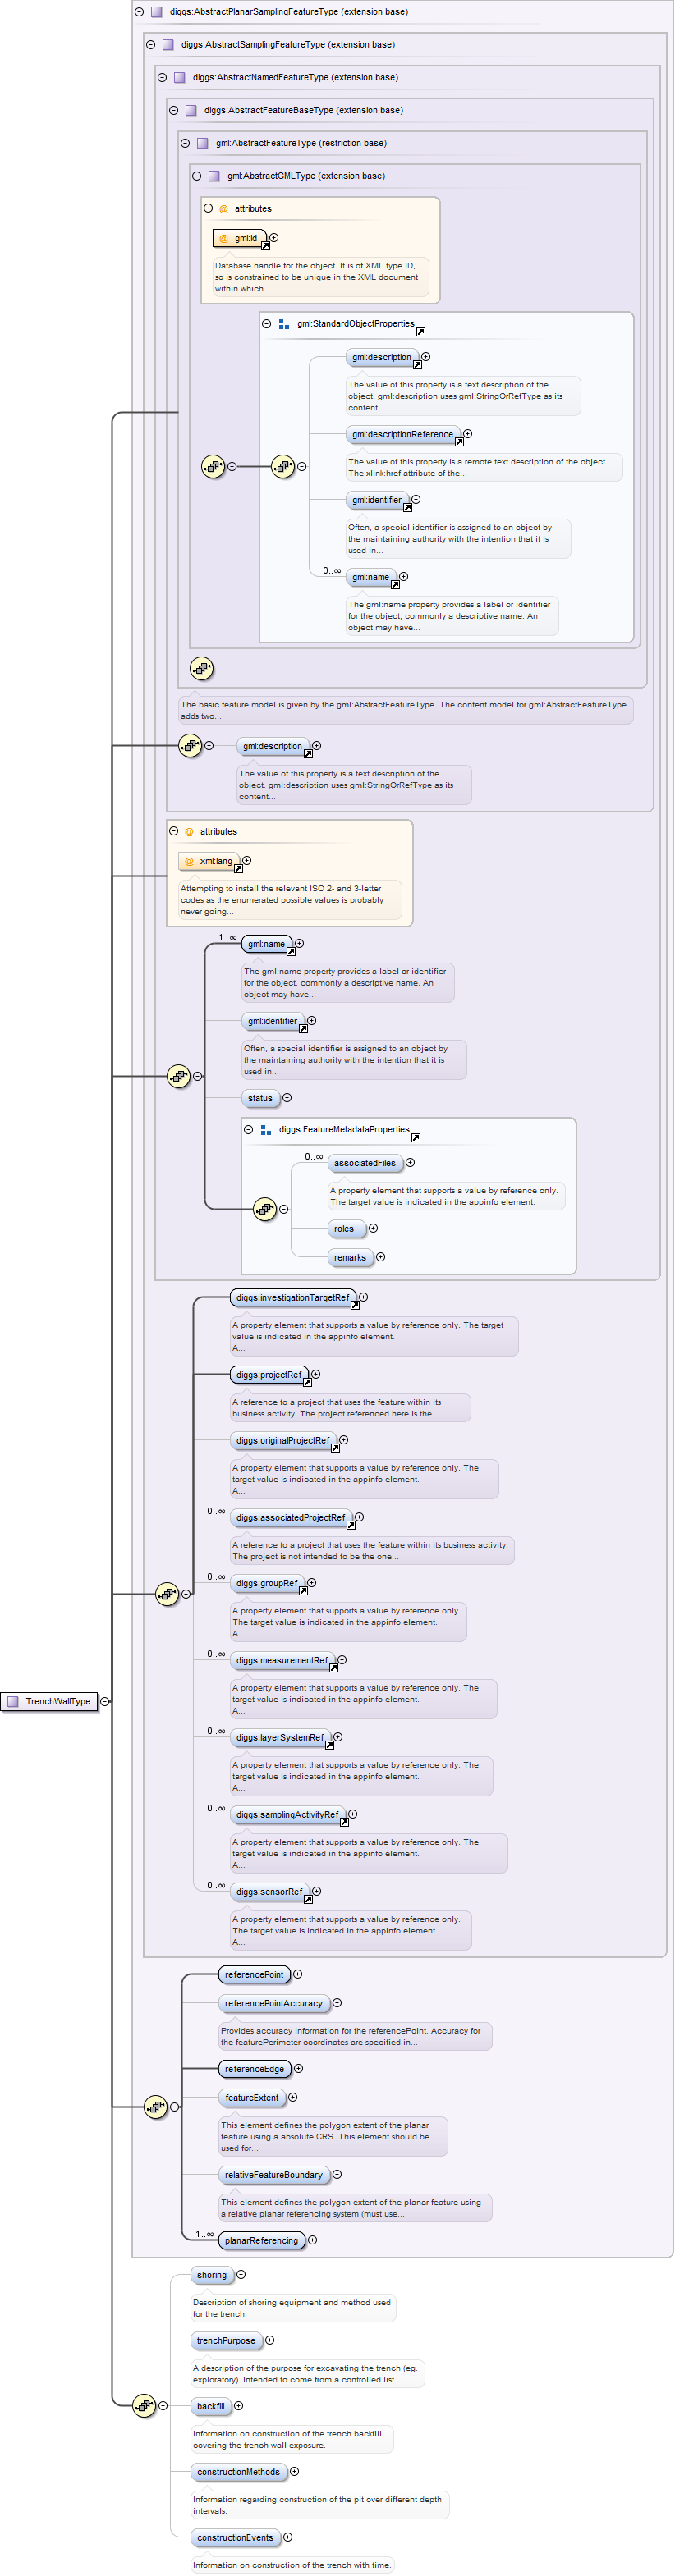 diggs:AbstractPlanarSamplingFeatureType (extension base)
diggs:AbstractSamplingFeatureType (extension base)
diggs:AbstractNamedFeatureType (extension base)
diggs:AbstractFeatureBaseType (extension base)
gml:AbstractFeatureType (restriction base)
gml:AbstractGMLType (extension base)
@ attributes
@ gml:id
Database handle for the object. It is of XML type ID,
so is constrained to be unique in the XML document
within which...
gml:StandardObjectProperties
gml:description
The value of this property is a text description of the
object. gml:description uses gml:StringOrRefType as its
content...
gml:descriptionReference
The value of this property is a remote text description of the object.
The xlink:href attribute of the...
gml:identifier
Often, a special identifier is assigned to an object by
the maintaining authority with the intention that it is
used in...
0..∞
gml:name
The gml:name property provides a label or identifier
for the object, commonly a descriptive name. An
object may have...
The basic feature model is given by the gml:AbstractFeatureType. The content model for gml:AbstractFeatureType
adds two...
gml:description
The value of this property is a text description of the
object. gml:description uses gml:StringOrRefType as its
content...
@ attributes
@ xml:lang
Attempting to install the relevant ISO 2- and 3-letter
codes as the enumerated possible values is probably
never going...
1..∞
gml:name
The gml:name property provides a label or identifier
for the object, commonly a descriptive name. An
object may have...
gml:identifier
Often, a special identifier is assigned to an object by
the maintaining authority with the intention that it is
used in...
status
diggs:FeatureMetadataProperties
0..∞
associatedFiles
A property element that supports a value by reference only.
The target value is indicated in the appinfo element.
roles
remarks
diggs:investigationTargetRef
A property element that supports a value by reference only. The target
value is indicated in the appinfo element.
A...
diggs:projectRef
A reference to a project that uses the feature within its
business activity. The project referenced here is the...
diggs:originalProjectRef
A property element that supports a value by reference only. The
target value is indicated in the appinfo element.
A...
0..∞
diggs:associatedProjectRef
A reference to a project that uses the feature within its business activity.
The project is not intended to be the one...
0..∞
diggs:groupRef
A property element that supports a value by reference only.
The target value is indicated in the appinfo element.
A...
0..∞
diggs:measurementRef
A property element that supports a value by reference only. The
target value is indicated in the appinfo element.
A...
TrenchWallType
0..∞
diggs:layerSystemRef
A property element that supports a value by reference only. The
target value is indicated in the appinfo element.
A...
0..∞
diggs:samplingActivityRef
A property element that supports a value by reference only. The
target value is indicated in the appinfo element.
A...
0..∞
diggs:sensorRef
A property element that supports a value by reference only.
The target value is indicated in the appinfo element.
A...
referencePoint
referencePointAccuracy
Provides accuracy information for the referencePoint. Accuracy for
the featurePerimeter coordinates are specified in...
referenceEdge
featureExtent
This element defines the polygon extent of the planar
feature using a absolute CRS. This element should be
used for...
relativeFeatureBoundary
This element defines the polygon extent of the planar feature using
a relative planar referencing system (must use...
1..∞
planarReferencing
shoring
Description of shoring equipment and method used
for the trench.
trenchPurpose
A description of the purpose for excavating the trench (eg.
exploratory). Intended to come from a controlled list.
backfill
Information on construction of the trench backfill
covering the trench wall exposure.
constructionMethods
Information regarding construction of the pit over different depth
intervals.
constructionEvents
Information on construction of the trench with time.